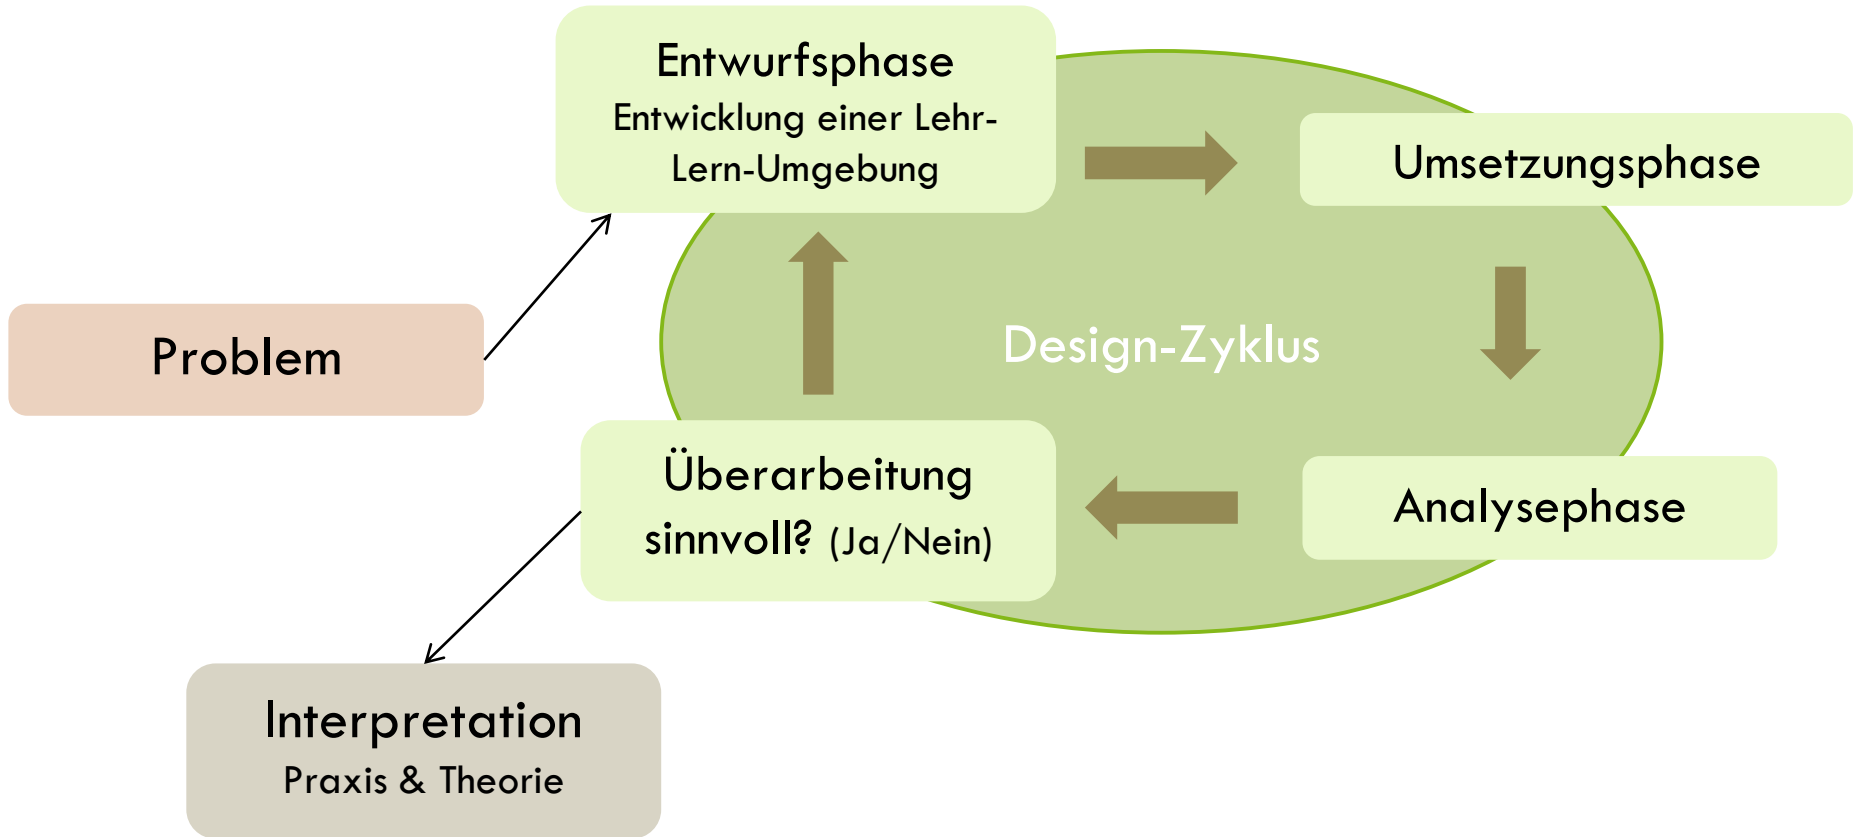 Entwurfsphase
Entwicklung einer Lehr-
Lern-Umgebung
Umsetzungsphase
Problem
Design-Zyklus
Überarbeitung
sinnvoll? (Ja/Nein)
Analysephase
Interpretation
Praxis & Theorie